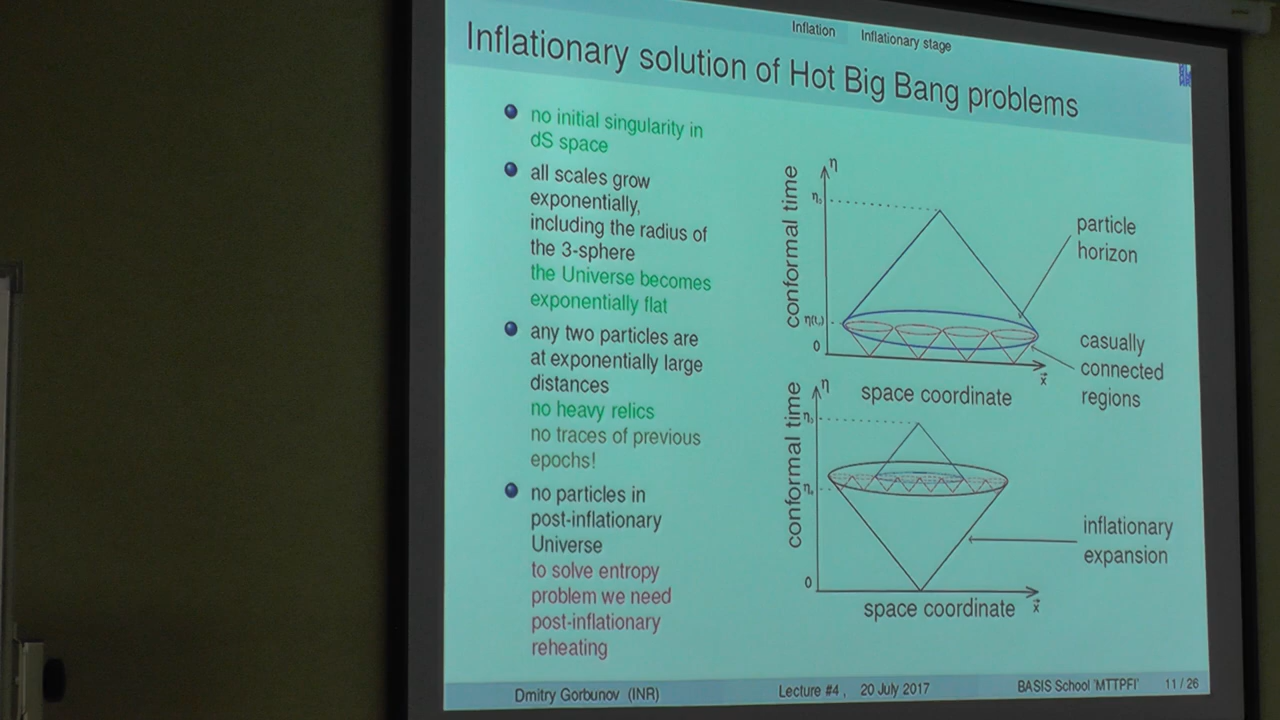 Inflation Inflationary stage
Inflationary solution of Hot Big Bang problems
no initial singularity in
dS space
all scales grow
exponentially,
including the radius of
the 3-sphere
the Universe becomes
exponentially flat
any two particles are
at exponentially large
distances
no heavy relics
no traces of previous
epochs!
no particles in
post-inflationary
Universe
to solve entropy
problem we need
post-inflationary
reheating
conformal time
η
η₀
0
space coordinate
x⃗
particle
horizon
casually
connected
regions
conformal time
η
0
space coordinate
x⃗
inflationary
expansion
Dmitry Gorbunov (INR)
Lecture #4 , 20 July 2017
BASIS School 'MTTPFI'
11 / 26